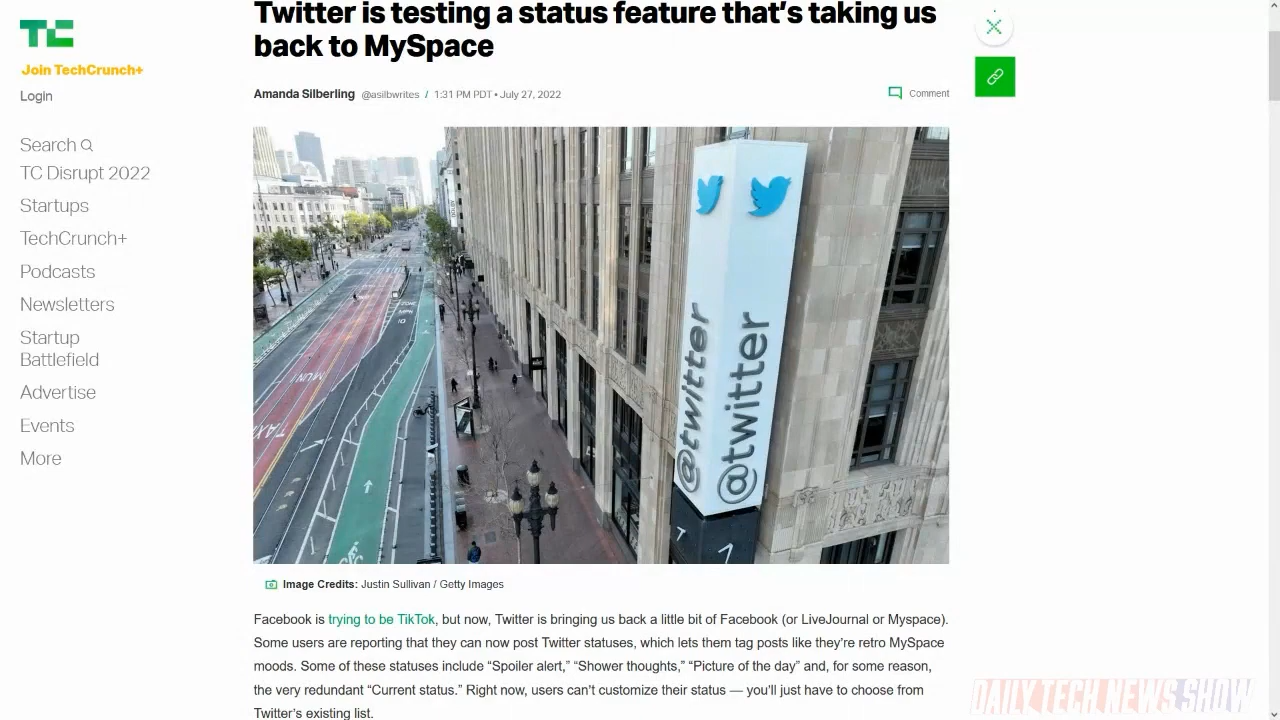 Twitter is testing a status feature that's taking us
back to MySpace
TC
Join TechCrunch+
Login
Amanda Silberling @asilbwrites / 1:31 PM PDT • July 27, 2022
Comment
Search
TC Disrupt 2022
Startups
TechCrunch+
Podcasts
Newsletters
Startup
Battlefield
Advertise
Events
More
@twitter
@twitter
MUNI
TAXI
Image Credits: Justin Sullivan / Getty Images
Facebook is trying to be TikTok, but now, Twitter is bringing us back a little bit of Facebook (or LiveJournal or Myspace).
Some users are reporting that they can now post Twitter statuses, which lets them tag posts like they're retro MySpace
moods. Some of these statuses include “Spoiler alert,” “Shower thoughts,” “Picture of the day” and, for some reason,
the very redundant “Current status.” Right now, users can't customize their status — you'll just have to choose from
Twitter's existing list.
DAILY TECH NEWS SHOW